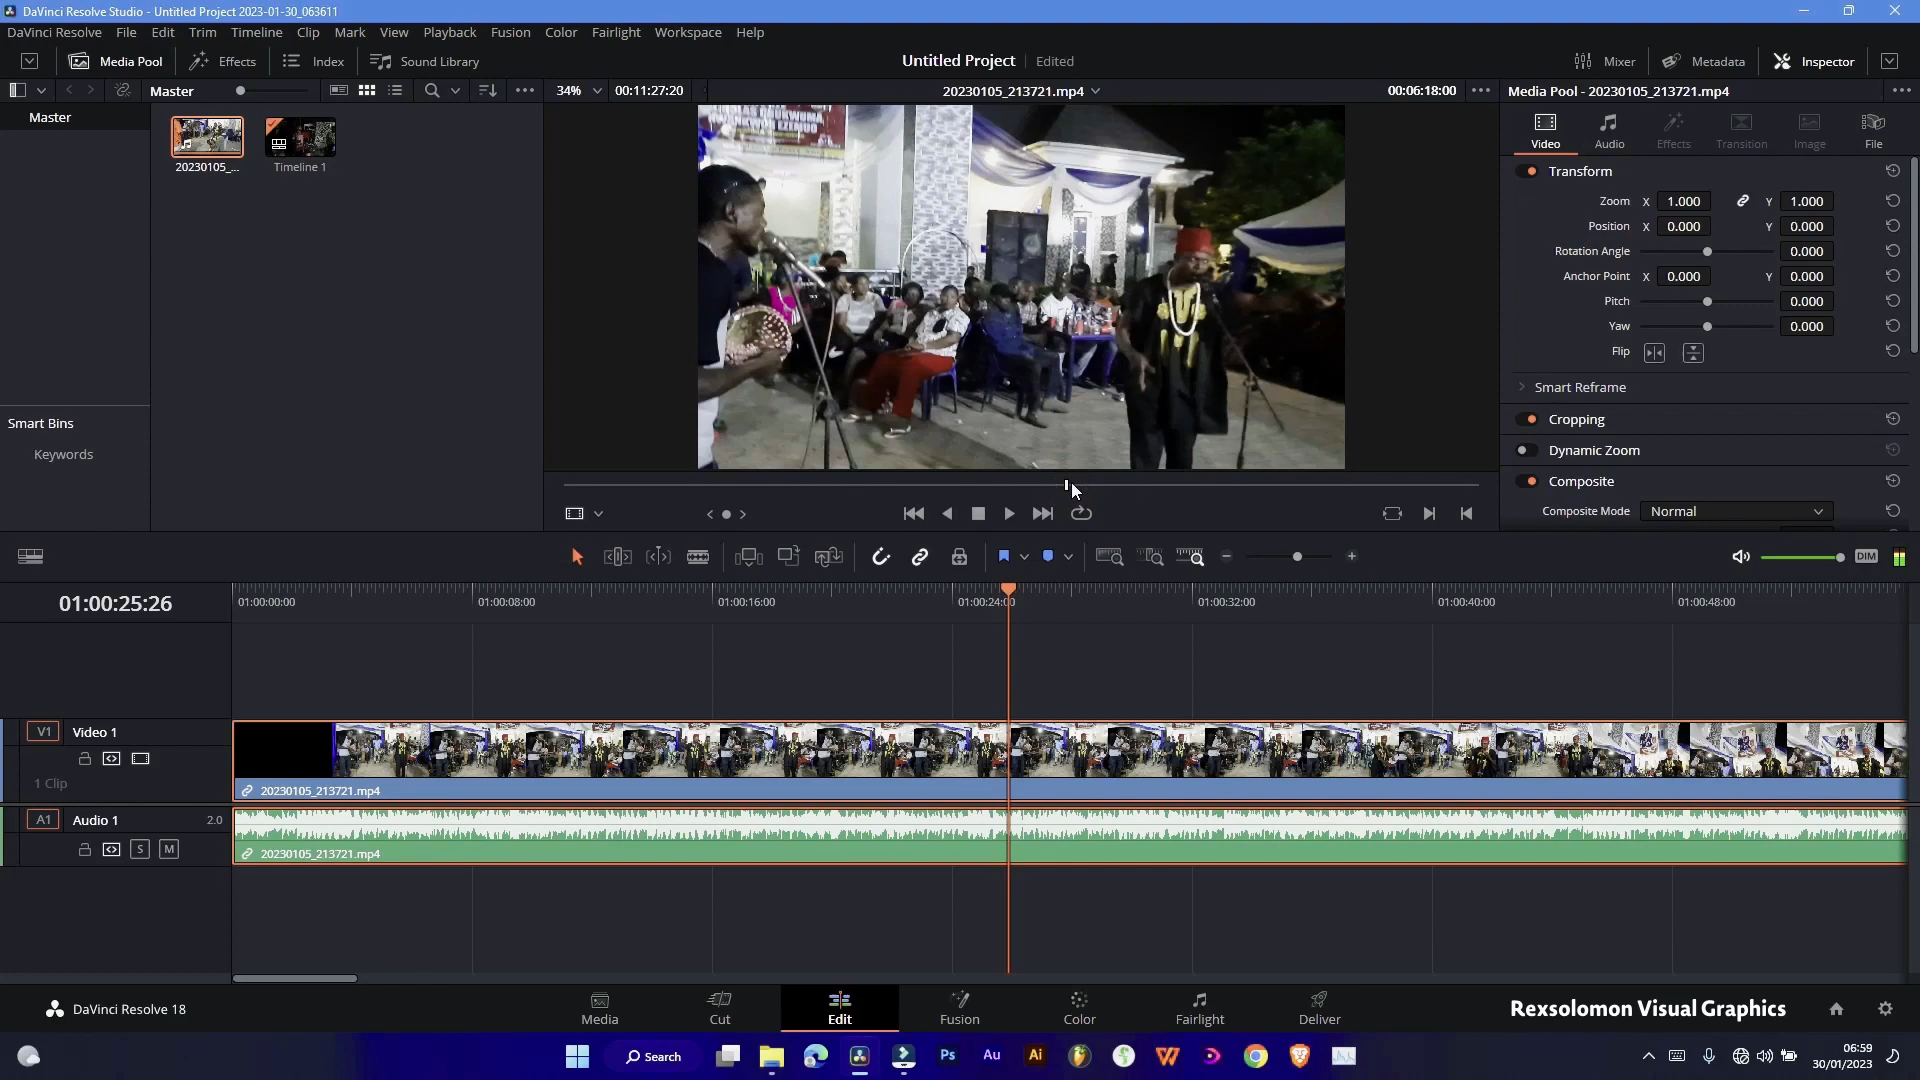 DaVinci Resolve Studio - Untitled Project 2023-01-30_063611
DaVinci Resolve File Edit Trim Timeline Clip Mark View Playback Fusion Color Fairlight Workspace Help
Media Pool Effects Index Sound Library Untitled Project Edited Mixer Metadata Inspector
Master 34% 00:11:27:20 20230105_213721.mp4 00:06:18:00 Media Pool - 20230105_213721.mp4
Master
20230105_... Timeline 1
Video Audio Effects Transition Image File
Transform
Zoom X 1.000 Y 1.000
Position X 0.000 Y 0.000
Rotation Angle 0.000
Anchor Point X 0.000 Y 0.000
Pitch 0.000
Yaw 0.000
Flip
Smart Reframe
Cropping
Dynamic Zoom
Composite
Composite Mode Normal
Smart Bins
Keywords
DIM
01:00:25:26
01:00:00:00 01:00:08:00 01:00:16:00 01:00:24:00 01:00:32:00 01:00:40:00 01:00:48:00
V1 Video 1
1 Clip
20230105_213721.mp4
A1 Audio 1 2.0
S M
20230105_213721.mp4
DaVinci Resolve 18
Media Cut Edit Fusion Color Fairlight Deliver
Rexsolomon Visual Graphics
Search
Ps Au Ai
06:59
30/01/2023